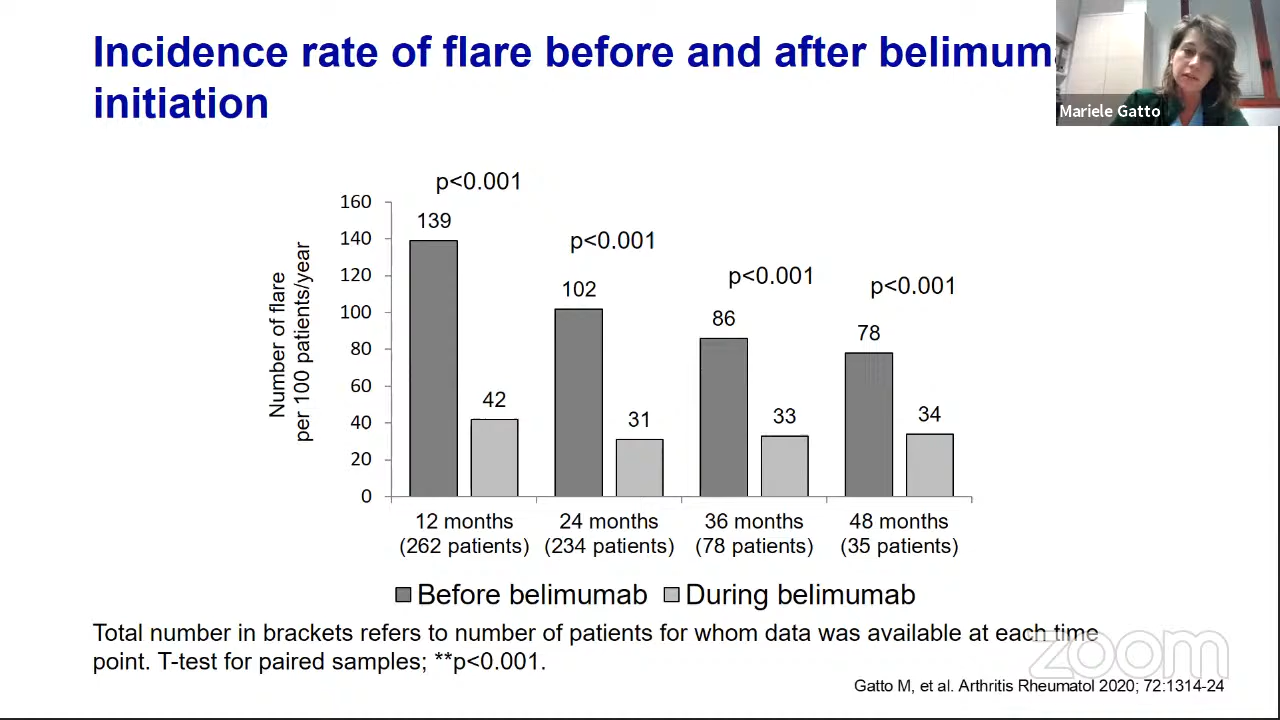 Incidence rate of flare before and after belimum
initiation
Mariele Gatto
p<0.001
p<0.001
p<0.001
p<0.001
Number of flare
per 100 patients/year
160
140
120
100
80
60
40
20
0
139
42
102
31
86
33
78
34
12 months
(262 patients)
24 months
(234 patients)
36 months
(78 patients)
48 months
(35 patients)
Before belimumab
During belimumab
Total number in brackets refers to number of patients for whom data was available at each time
point. T-test for paired samples; **p<0.001.
zoom
Gatto M, et al. Arthritis Rheumatol 2020; 72:1314-24